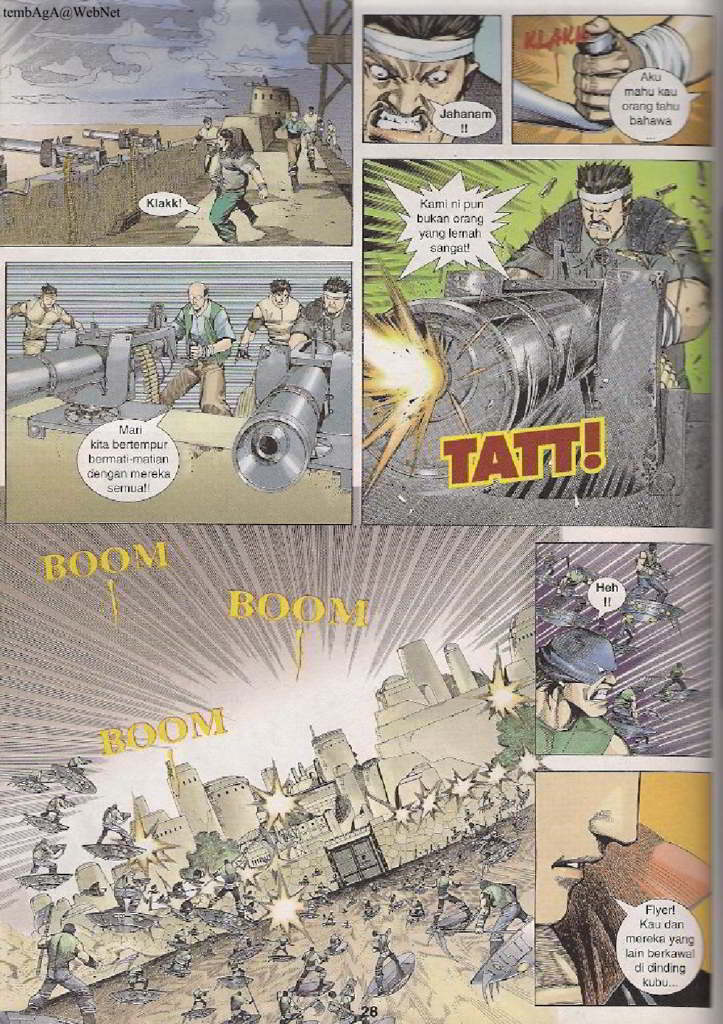 tembAgA@WebNet
Klakk!
Mari
kita bertempur
bermati-matian
dengan mereka
semua!!
Jahanam
!!
KLAKK
Aku
mahu kau
orang tahu
bahawa
Kami ni pun
bukan orang
yang lemah
sangat!
TATT!
BOOM
BOOM
BOOM
Heh
!!
Flyer!
Kau dan
mereka yang
lain berkawal
di dinding
kubu...
28